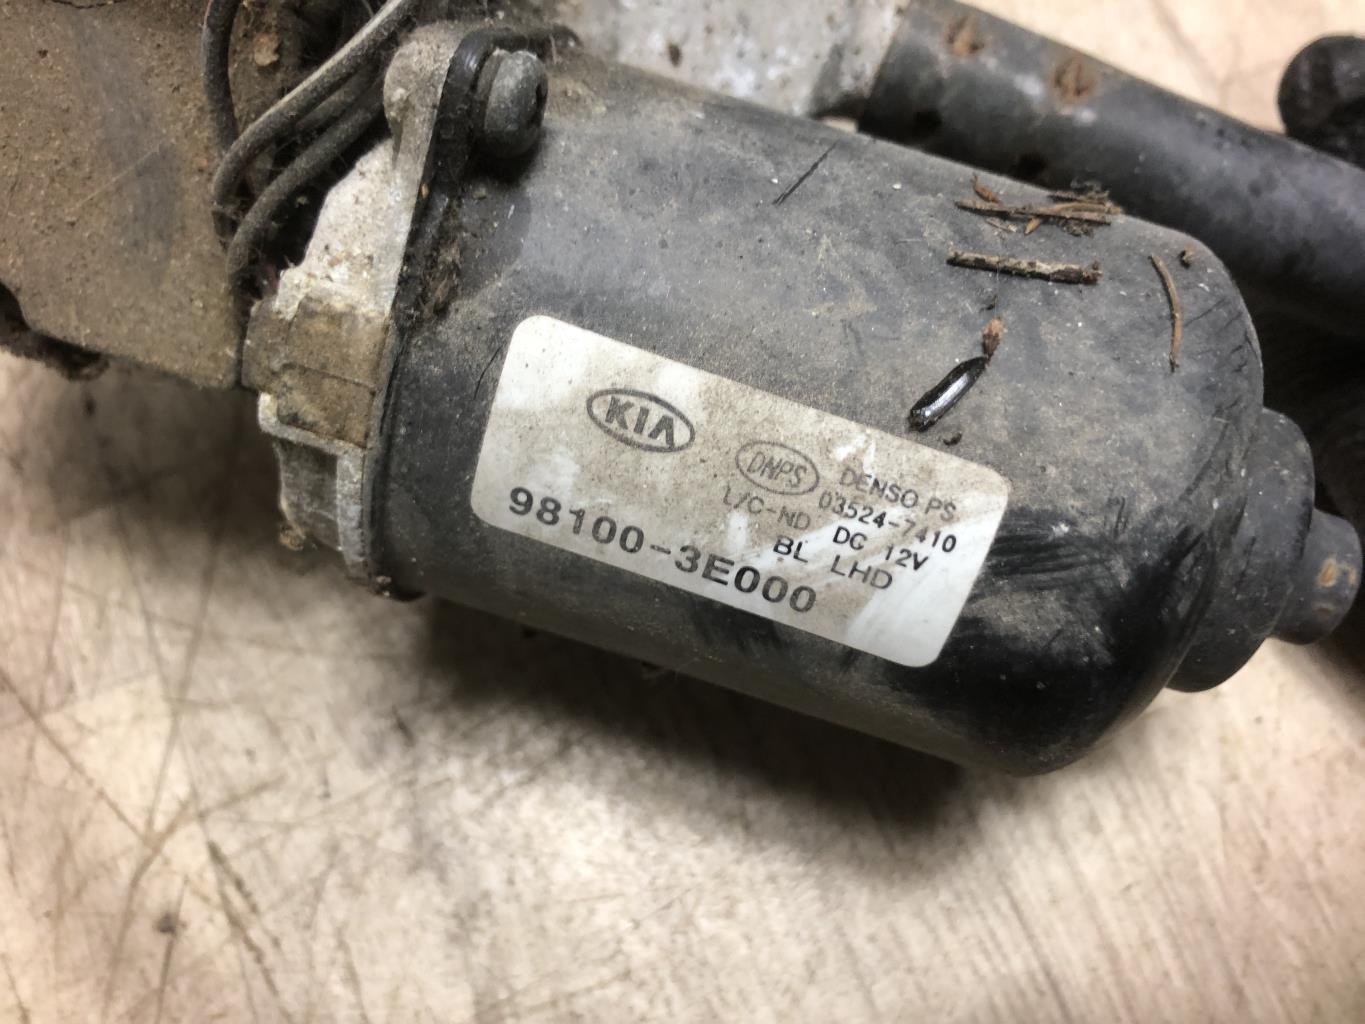 KIA
DNPS DENSO PS
03524-7410
L/C-ND DC 12V
BL LHD
98100-3E000